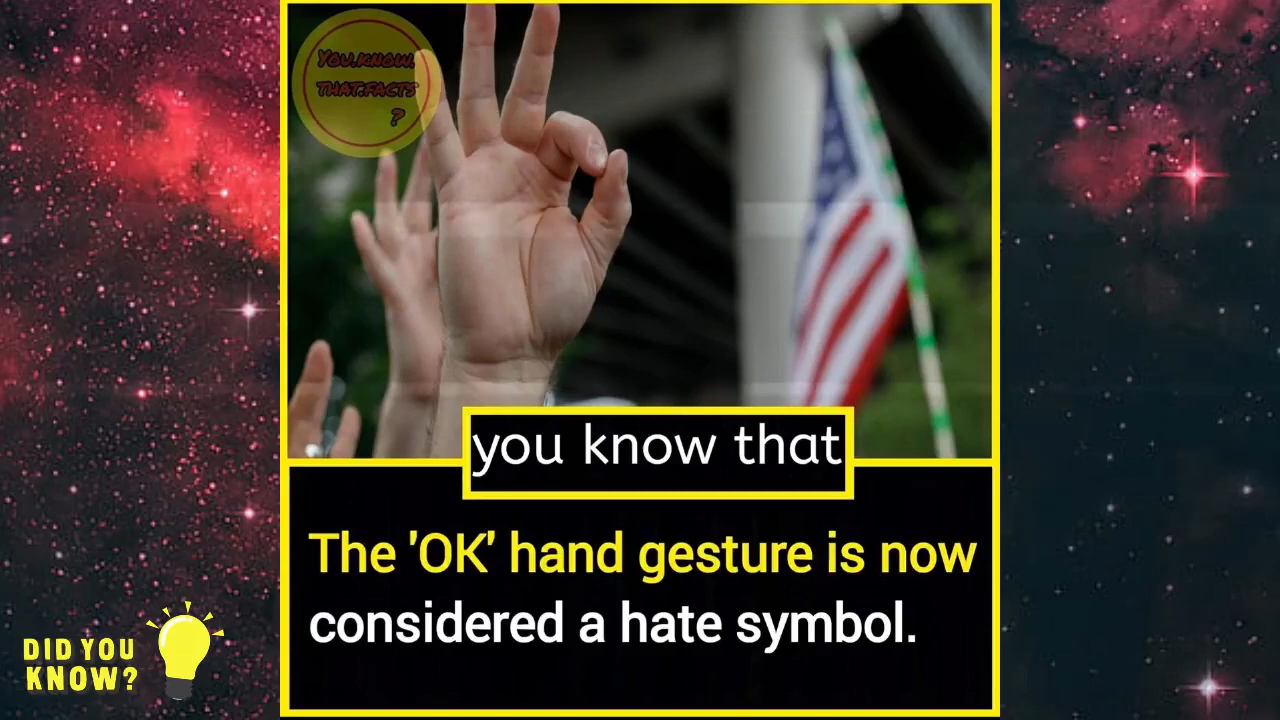 You.know.
that.facts
?
you know that
The 'OK' hand gesture is now
considered a hate symbol.
DID YOU
KNOW?